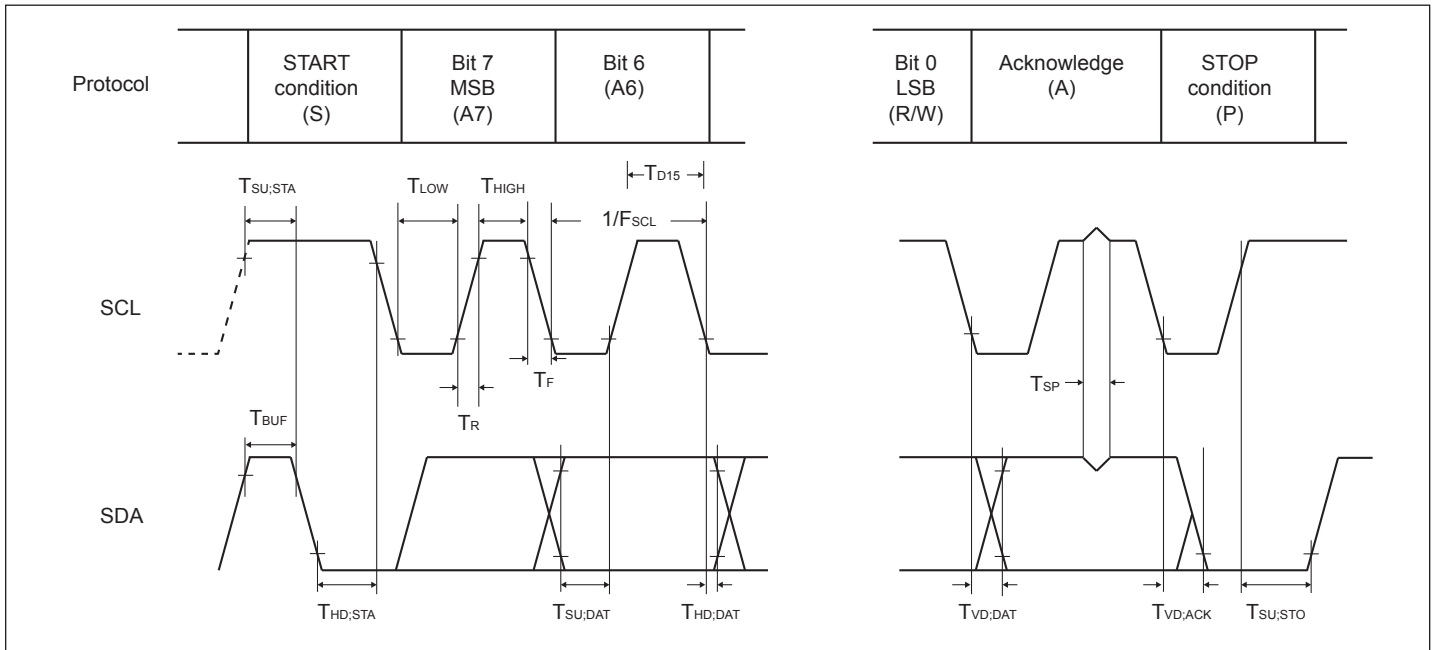 Protocol
START
condition
(S)
Bit 7
MSB
(A7)
Bit 6
(A6)
Bit 0
LSB
(R/W)
Acknowledge
(A)
STOP
condition
(P)
TSU;STA
TLOW
THIGH
TD15
1/FSCL
SCL
TF
TR
TSP
TBUF
SDA
THD;STA
TSU;DAT
THD;DAT
TVD;DAT
TVD;ACK
TSU;STO